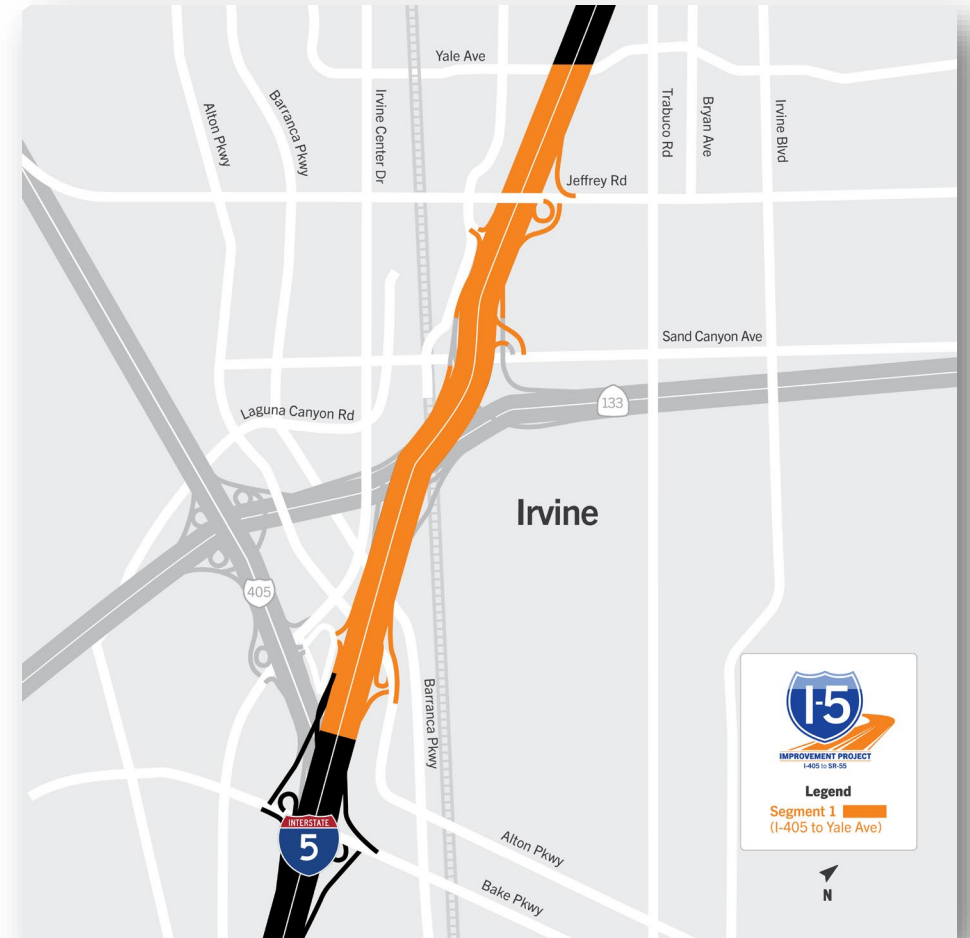 Yale Ave
Alton Pkwy
Barranca Pkwy
Irvine Center Dr
Trabuco Rd
Bryan Ave
Irvine Blvd
Jeffrey Rd
Sand Canyon Ave
133
Laguna Canyon Rd
Irvine
405
Barranca Pkwy
I-5
IMPROVEMENT PROJECT
I-405 to SR-55
Legend
Segment 1
(I-405 to Yale Ave)
INTERSTATE
5
Alton Pkwy
Bake Pkwy
N